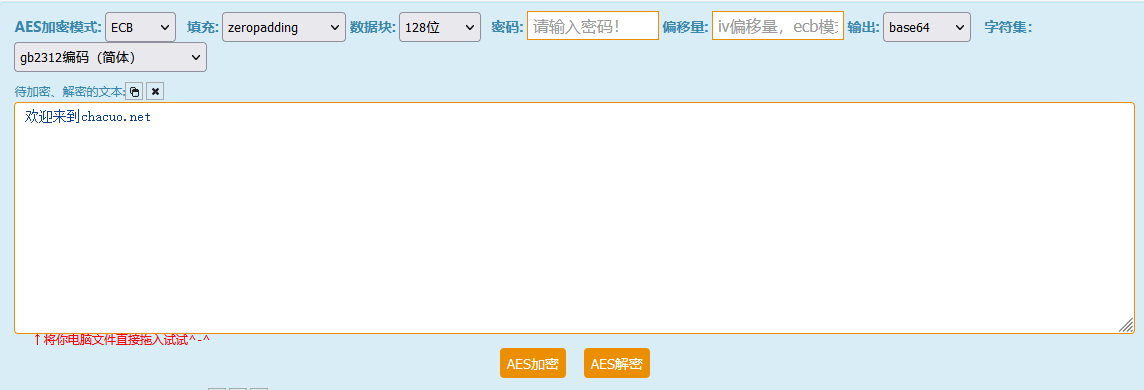 AES加密模式: ECB 填充: zeropadding 数据块: 128位 密码: 请输入密码! 偏移量: iv偏移量，ecb模 输出: base64 字符集:
gb2312编码（简体）
待加密、解密的文本:
欢迎来到chacuo.net
↑将你电脑文件直接拖入试试^-^
AES加密 AES解密